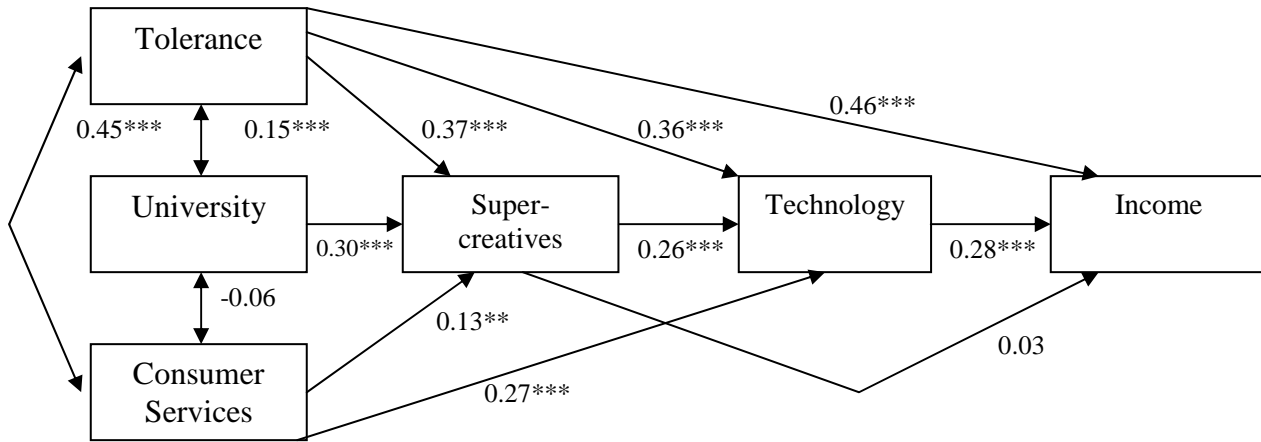 Tolerance
0.46***
0.45***
0.15***
0.37***
0.36***
University
Super-
creatives
Technology
Income
0.30***
0.26***
0.28***
-0.06
0.13**
0.03
Consumer
Services
0.27***